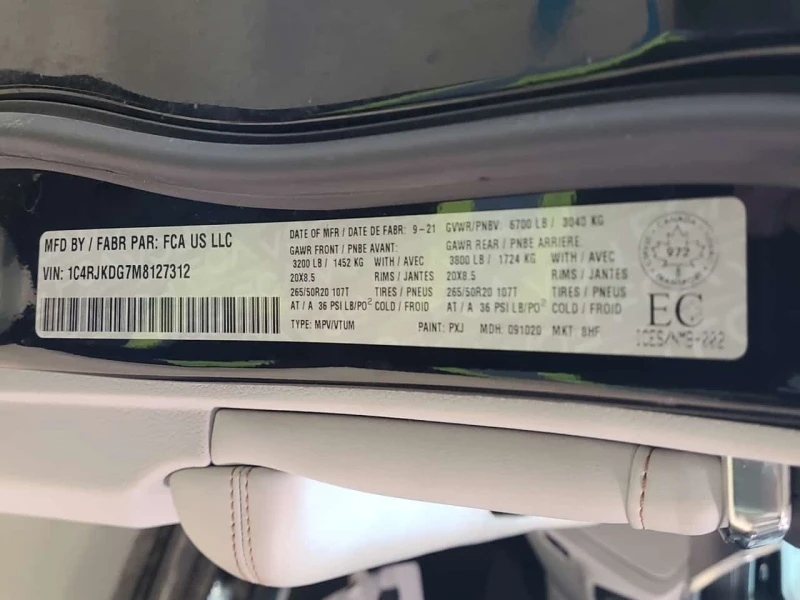 MFD BY / FABR PAR: FCA US LLC
VIN: 1C4RJKDG7M8127312
DATE OF MFR / DATE DE FABR: 9-21
GVWR/PNBV: 6700 LB / 3040 KG
GAWR FRONT / PNBE AVANT:
GAWR REAR / PNBE ARRIERE:
3200 LB / 1452 KG WITH / AVEC
3800 LB / 1724 KG WITH / AVEC
20X8.5 RIMS / JANTES
20X8.5 RIMS / JANTES
265/50R20 107T TIRES / PNEUS
265/50R20 107T TIRES / PNEUS
AT / A 36 PSI LB/PO² COLD / FROID
AT / A 36 PSI LB/PO² COLD / FROID
TYPE: MPV/VTUM PAINT: PXJ MDH: 091020 MKT: 8HF
CANADA
972
TRANSPORT
EC
ICES/NMB-002